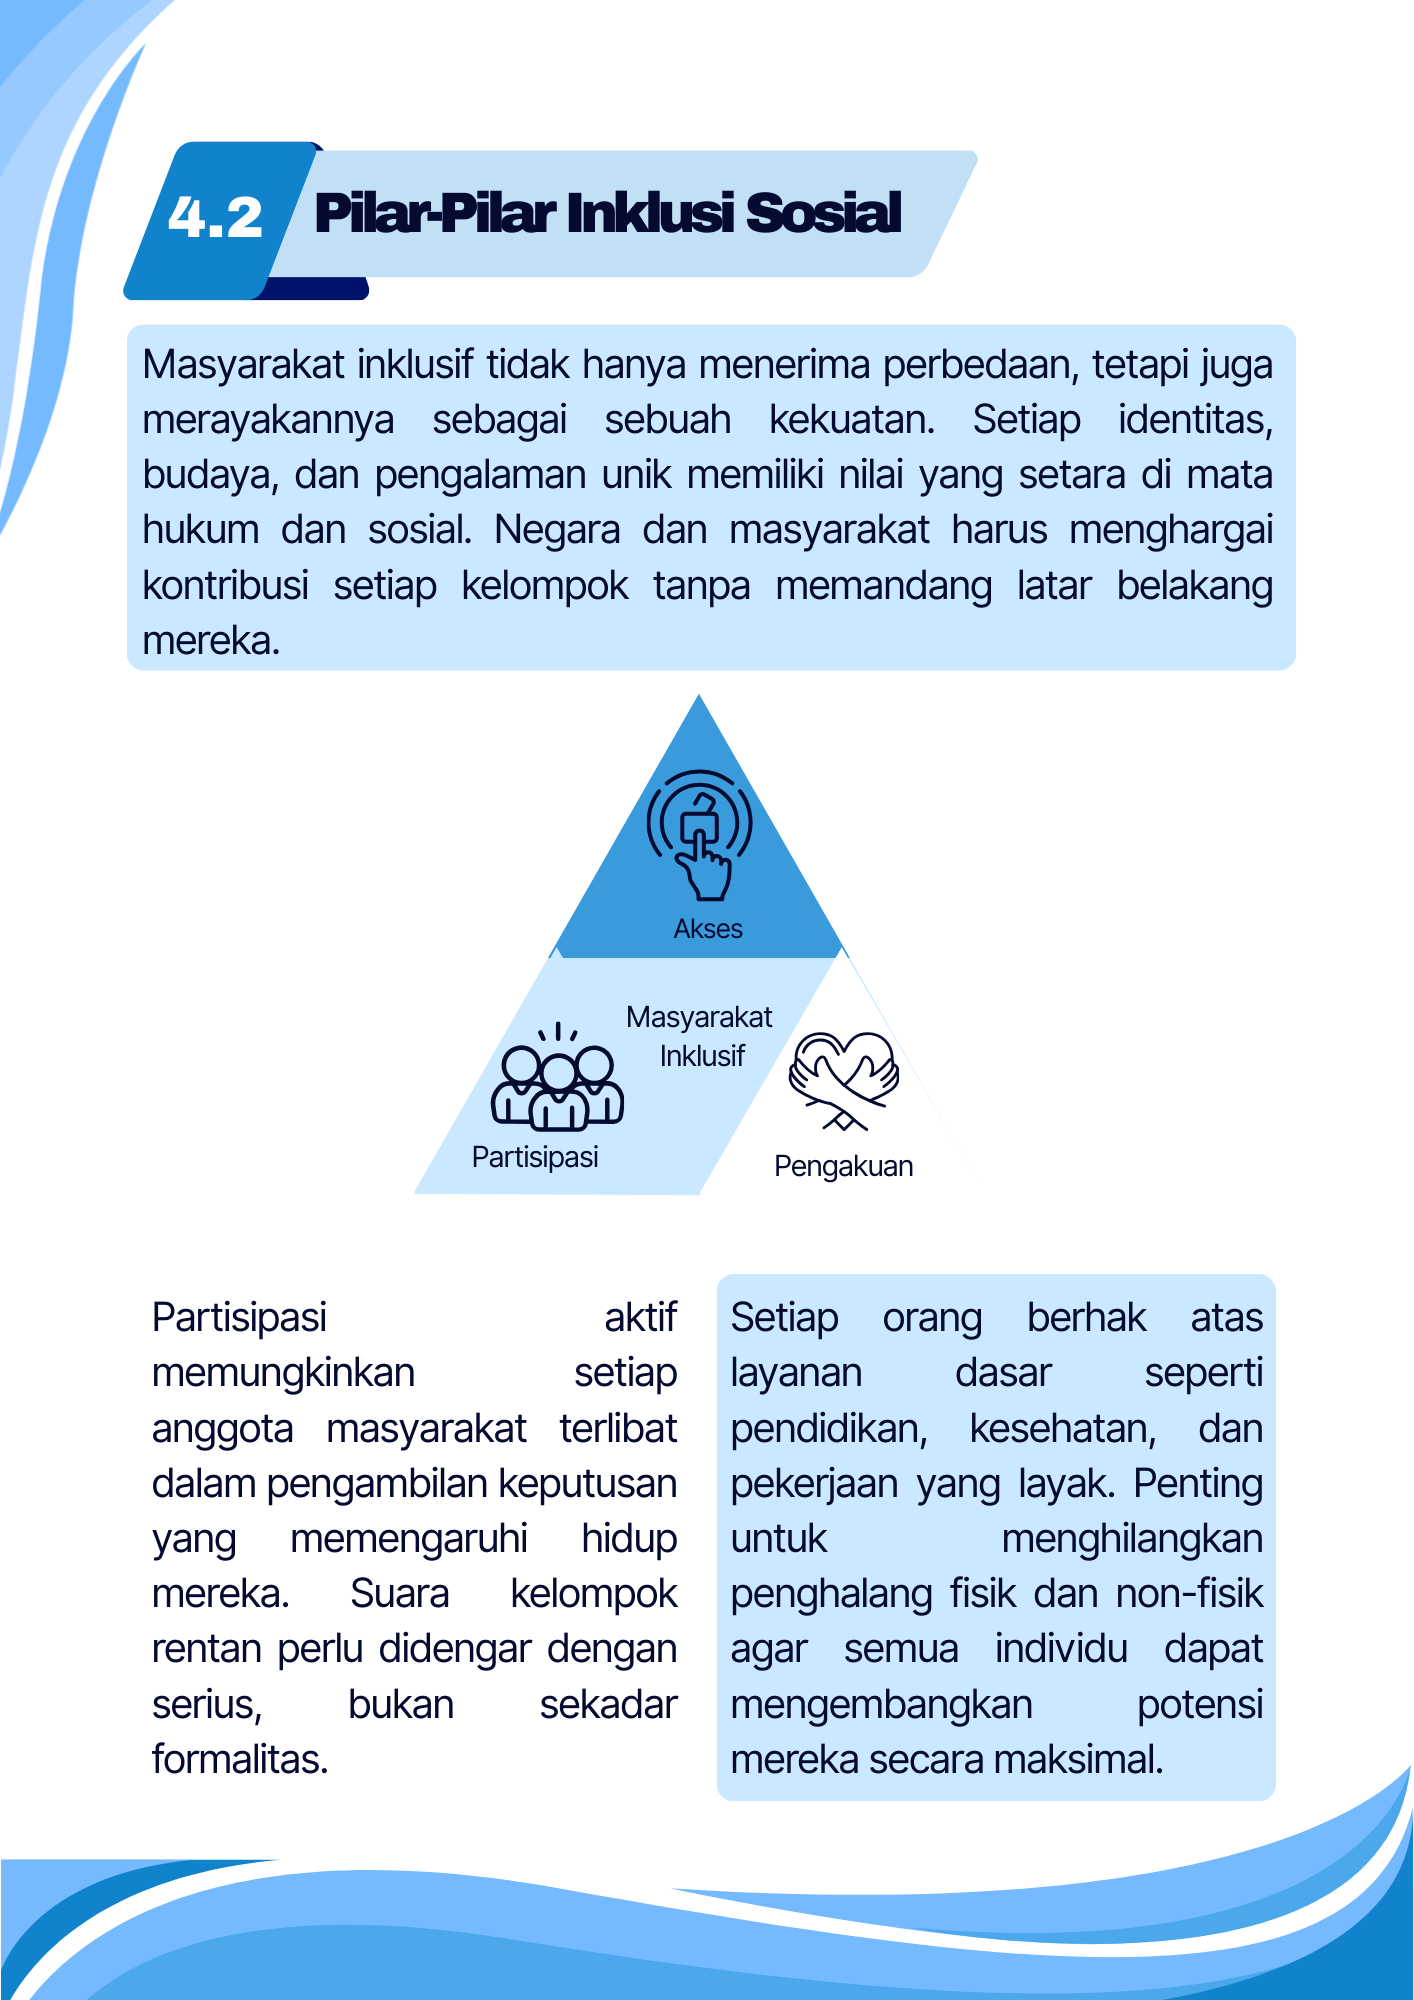 4.2
Pilar-Pilar Inklusi Sosial
Masyarakat inklusif tidak hanya menerima perbedaan, tetapi juga
merayakannya sebagai sebuah kekuatan. Setiap identitas,
budaya, dan pengalaman unik memiliki nilai yang setara di mata
hukum dan sosial. Negara dan masyarakat harus menghargai
kontribusi setiap kelompok tanpa memandang latar belakang
mereka.
Akses
Masyarakat
Inklusif
Partisipasi
Pengakuan
Partisipasi aktif
memungkinkan setiap
anggota masyarakat terlibat
dalam pengambilan keputusan
yang memengaruhi hidup
mereka. Suara kelompok
rentan perlu didengar dengan
serius, bukan sekadar
formalitas.
Setiap orang berhak atas
layanan dasar seperti
pendidikan, kesehatan, dan
pekerjaan yang layak. Penting
untuk menghilangkan
penghalang fisik dan non-fisik
agar semua individu dapat
mengembangkan potensi
mereka secara maksimal.